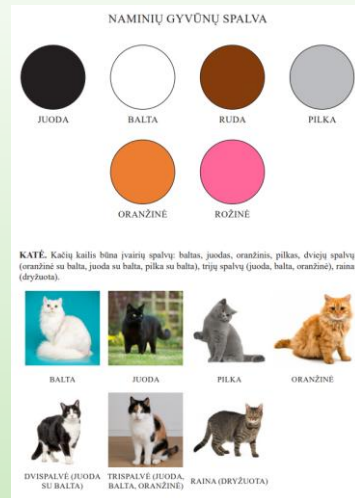 NAMINIŲ GYVŪNŲ SPALVA
JUODA BALTA RUDA PILKA
ORANŽINĖ ROŽINĖ
KATĖ. Kačių kailis būna įvairių spalvų: baltas, juodas, oranžinis, pilkas, dviejų spalvų
(oranžinė su balta, juoda su balta, pilka su balta), trijų spalvų (juoda, balta, oranžinė), raina
(dryžuota).
BALTA JUODA PILKA ORANŽINĖ
DVISPALVĖ (JUODA
SU BALTA)
TRISPALVĖ (JUODA,
BALTA, ORANŽINĖ)
RAINA (DRYŽUOTA)